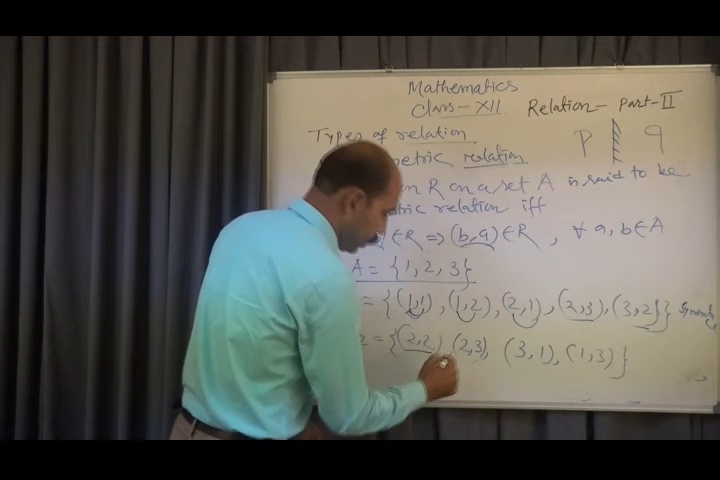 Mathematics
Class - XII
Relation - Part-II
Types of relation
P q
metric relation
on R on a set A is said to be
tric relation iff
∈R ⇒ (b,a)∈R, ∀ a,b∈A
A = {1,2,3}
= {(1,1), (1,2), (2,1), (2,3), (3,2)}
2 = {(2,2), (2,3), (3,1), (1,3)}